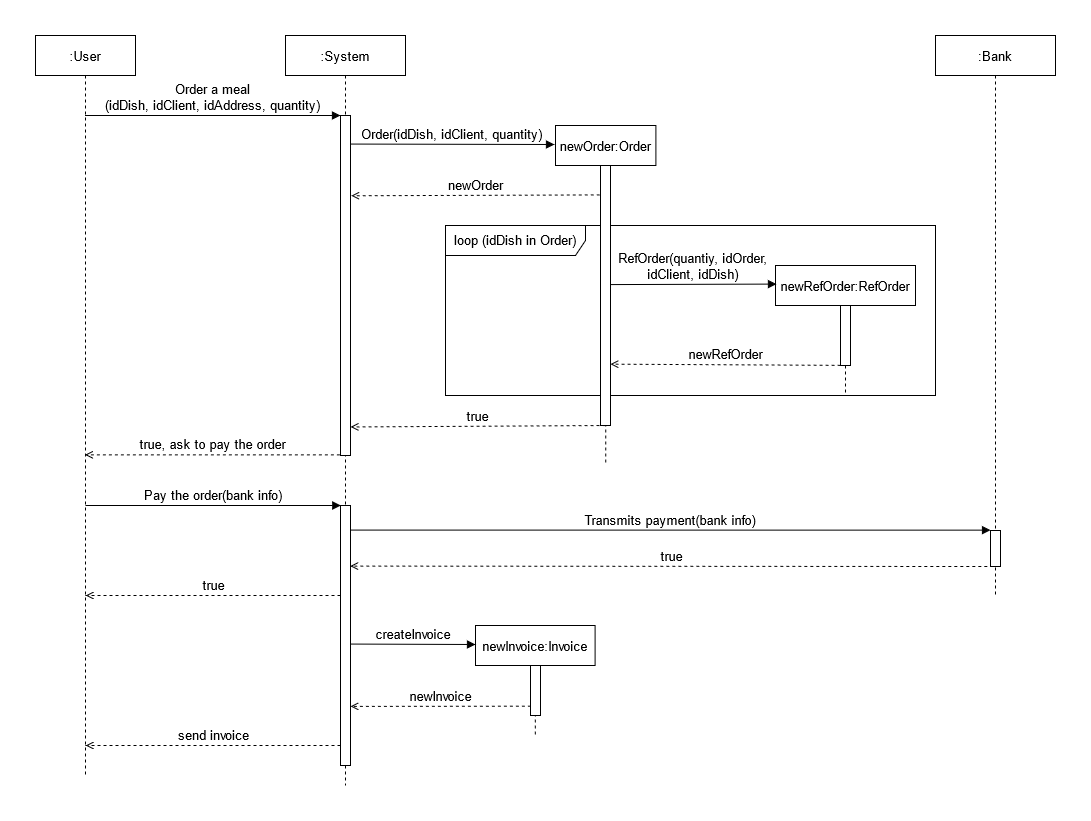 :User
:System
:Bank
Order a meal
(idDish, idClient, idAddress, quantity)
Order(idDish, idClient, quantity)
newOrder:Order
newOrder
loop (idDish in Order)
RefOrder(quantiy, idOrder,
idClient, idDish)
newRefOrder:RefOrder
newRefOrder
true
true, ask to pay the order
Pay the order(bank info)
Transmits payment(bank info)
true
true
createInvoice
newInvoice:Invoice
newInvoice
send invoice